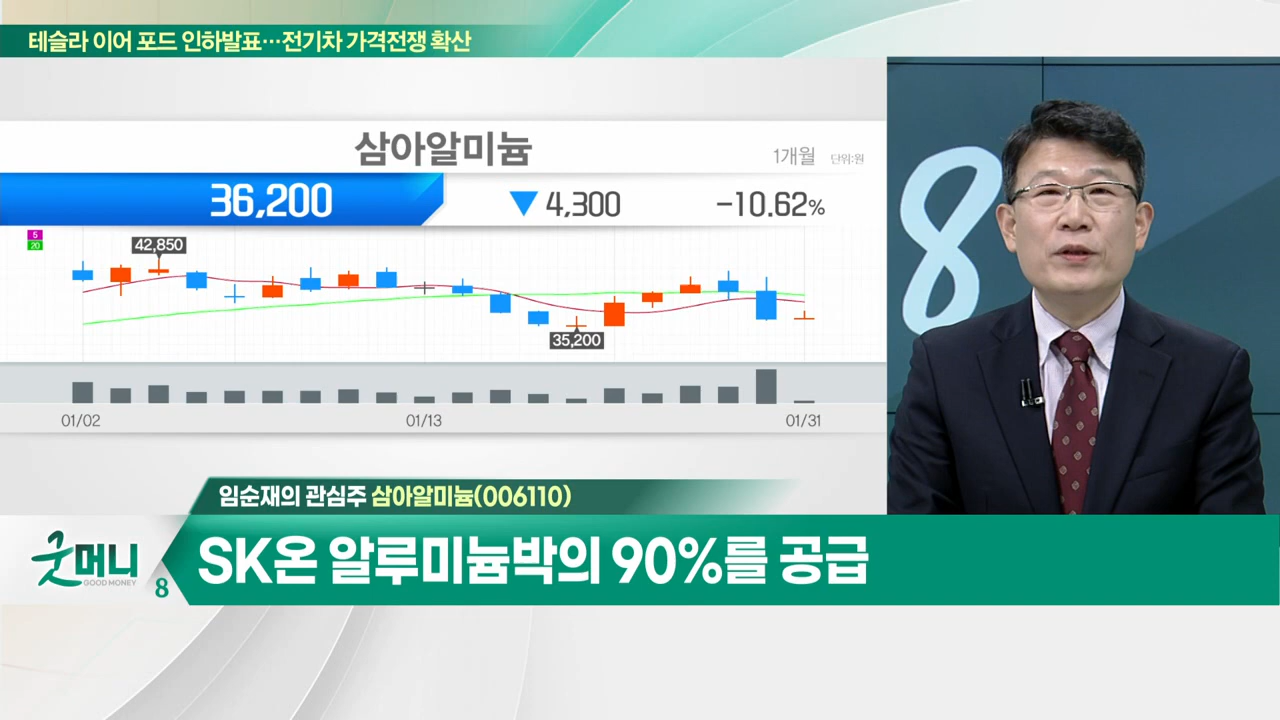 테슬라 이어 포드 인하발표…전기차 가격전쟁 확산
삼아알미늄
1개월 단위:원
36,200 ▼4,300 -10.62%
5
20
42,850
35,200
01/02 01/13 01/31
8
임순재의 관심주 삼아알미늄(006110)
SK온 알루미늄박의 90%를 공급
굿머니
GOOD MONEY
8